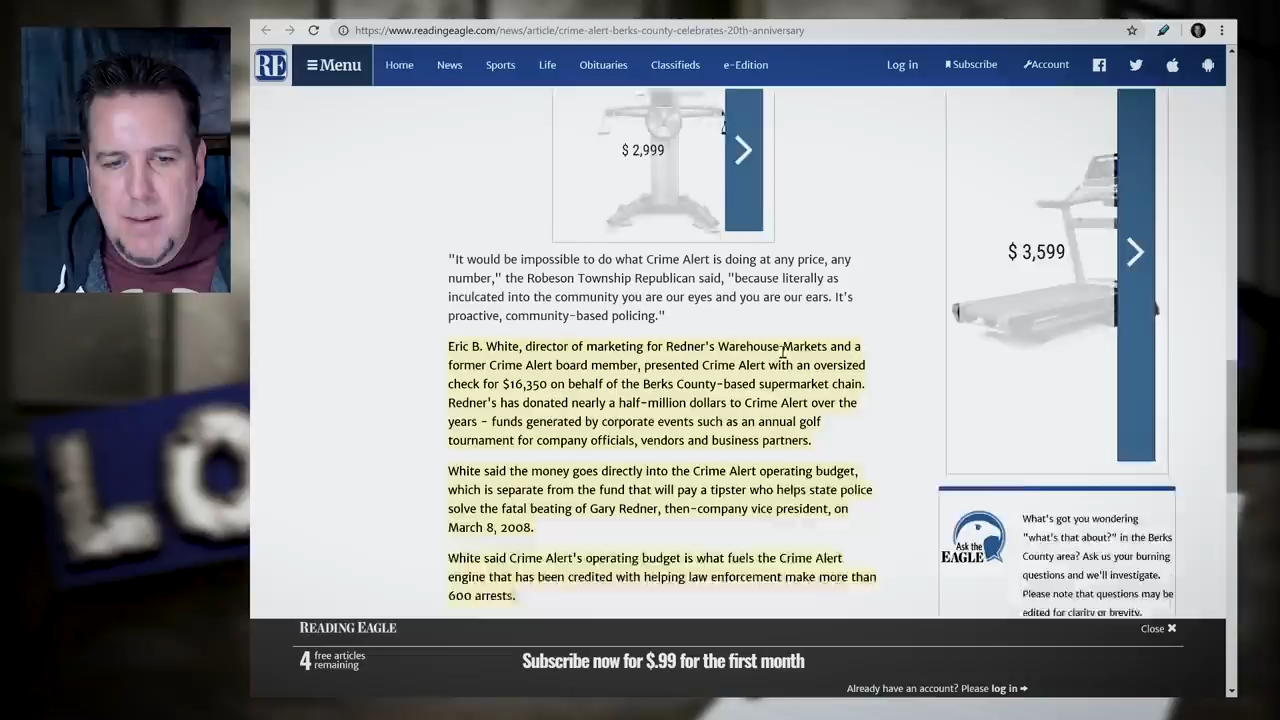 https://www.readingeagle.com/news/article/crime-alert-berks-county-celebrates-20th-anniversary
RE
Menu
Home
News
Sports
Life
Obituaries
Classifieds
e-Edition
Log in
Subscribe
Account
$ 2,999
$ 3,599
"It would be impossible to do what Crime Alert is doing at any price, any
number," the Robeson Township Republican said, "because literally as
inculcated into the community you are our eyes and you are our ears. It's
proactive, community-based policing."
Eric B. White, director of marketing for Redner's Warehouse Markets and a
former Crime Alert board member, presented Crime Alert with an oversized
check for $16,350 on behalf of the Berks County-based supermarket chain.
Redner's has donated nearly a half-million dollars to Crime Alert over the
years - funds generated by corporate events such as an annual golf
tournament for company officials, vendors and business partners.
White said the money goes directly into the Crime Alert operating budget,
which is separate from the fund that will pay a tipster who helps state police
solve the fatal beating of Gary Redner, then-company vice president, on
March 8, 2008.
White said Crime Alert's operating budget is what fuels the Crime Alert
engine that has been credited with helping law enforcement make more than
600 arrests.
Ask the
EAGLE
What's got you wondering
"what's that about?" in the Berks
County area? Ask us your burning
questions and we'll investigate.
Please note that questions may be
edited for clarity or brevity.
READING EAGLE
Close
4 free articles
remaining
Subscribe now for $.99 for the first month
Already have an account? Please log in
LO